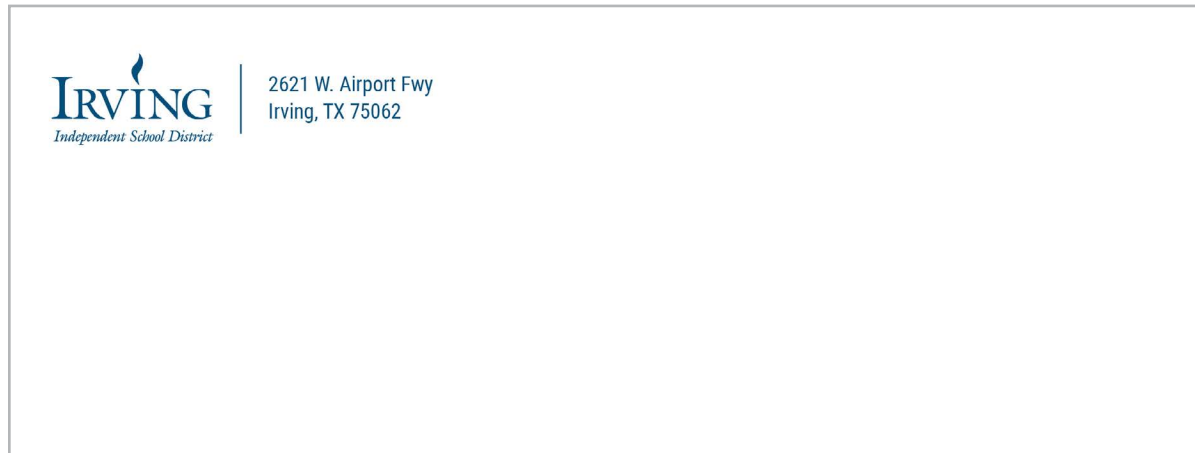 IRVING
Independent School District
2621 W. Airport Fwy
Irving, TX 75062